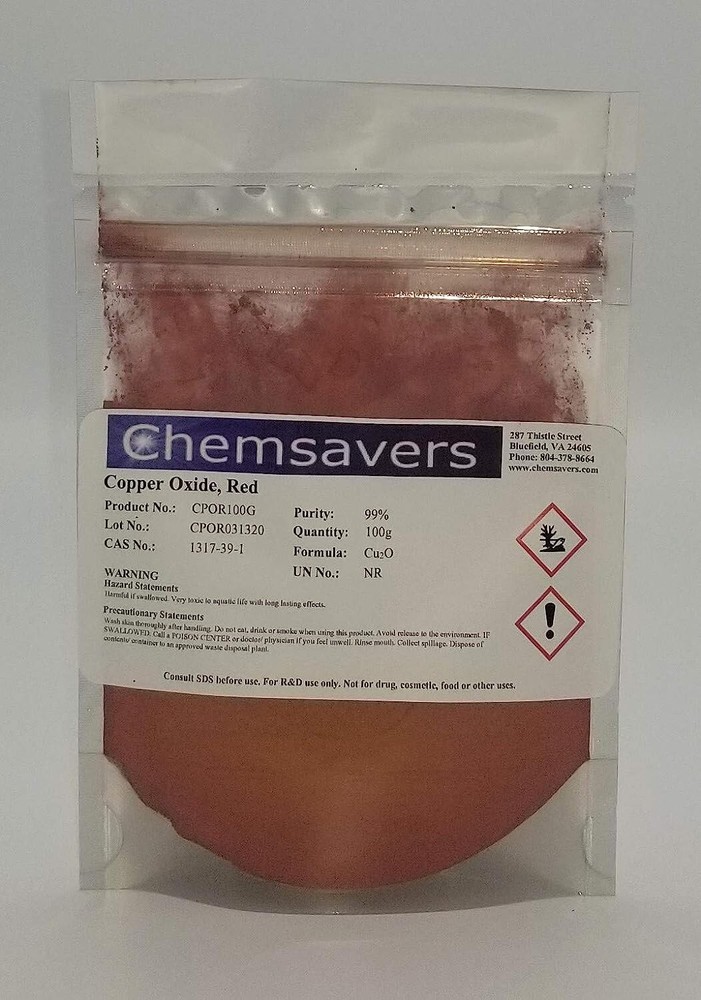 Chemsavers
287 Thistle Street
Bluefield, VA 24605
Phone: 804-378-8664
www.chemsavers.com
Copper Oxide, Red
Product No.: CPOR100G
Lot No.: CPOR031320
CAS No.: 1317-39-1
Purity: 99%
Quantity: 100g
Formula: Cu₂O
UN No.: NR
WARNING
Hazard Statements
Harmful if swallowed. Very toxic to aquatic life with long lasting effects.
Precautionary Statements
Wash skin thoroughly after handling. Do not eat, drink or smoke when using this product. Avoid release to the environment. IF
SWALLOWED: Call a POISON CENTER or doctor/ physician if you feel unwell. Rinse mouth. Collect spillage. Dispose of
contents/ container to an approved waste disposal plant.
Consult SDS before use. For R&D use only. Not for drug, cosmetic, food or other uses.